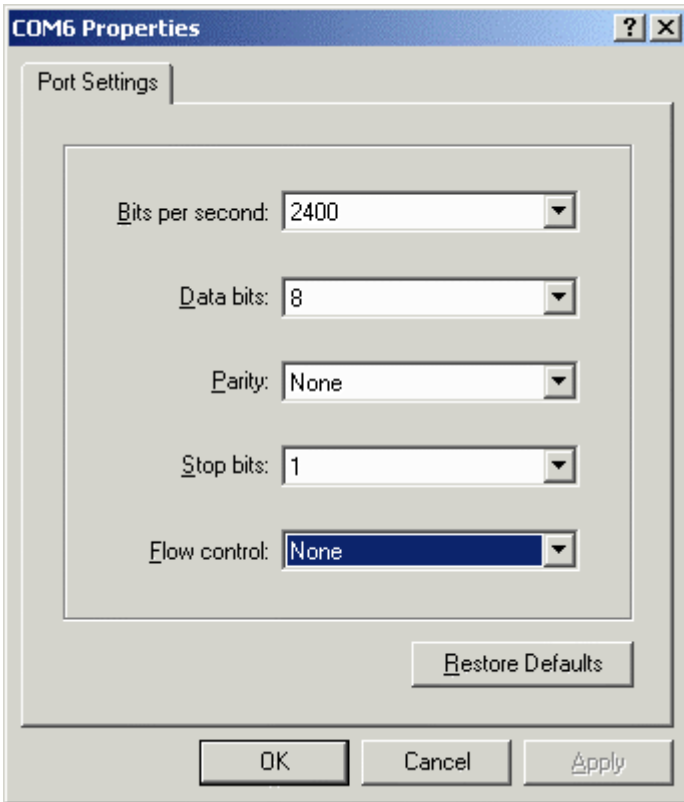 COM6 Properties
Port Settings
Bits per second: 2400
Data bits: 8
Parity: None
Stop bits: 1
Flow control: None
Restore Defaults
OK Cancel Apply